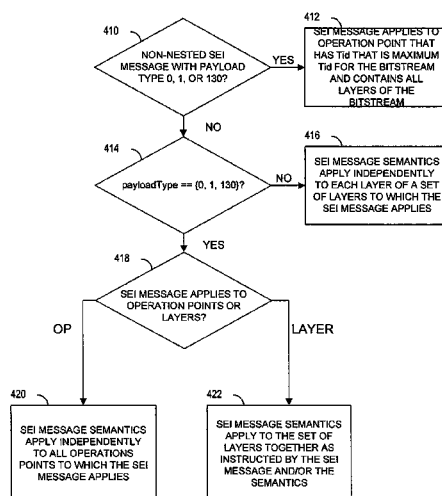 410
NON-NESTED SEI
MESSAGE WITH PAYLOAD
TYPE 0, 1, OR 130?
YES
412
SEI MESSAGE APPLIES TO
OPERATION POINT THAT
HAS Tid THAT IS MAXIMUM
Tid FOR THE BITSTREAM
AND CONTAINS ALL
LAYERS OF THE
BITSTREAM
NO
414
payloadType == {0, 1, 130}?
NO
416
SEI MESSAGE SEMANTICS
APPLY INDEPENDENTLY
TO EACH LAYER OF A SET
OF LAYERS TO WHICH THE
SEI MESSAGE APPLIES
YES
418
SEI MESSAGE APPLIES TO
OPERATION POINTS OR
LAYERS?
OP
LAYER
420
SEI MESSAGE SEMANTICS
APPLY INDEPENDENTLY
TO ALL OPERATIONS
POINTS TO WHICH THE SEI
MESSAGE APPLIES
422
SEI MESSAGE SEMANTICS
APPLY TO THE SET OF
LAYERS TOGETHER AS
INSTRUCTED BY THE SEI
MESSAGE AND/OR THE
SEMANTICS